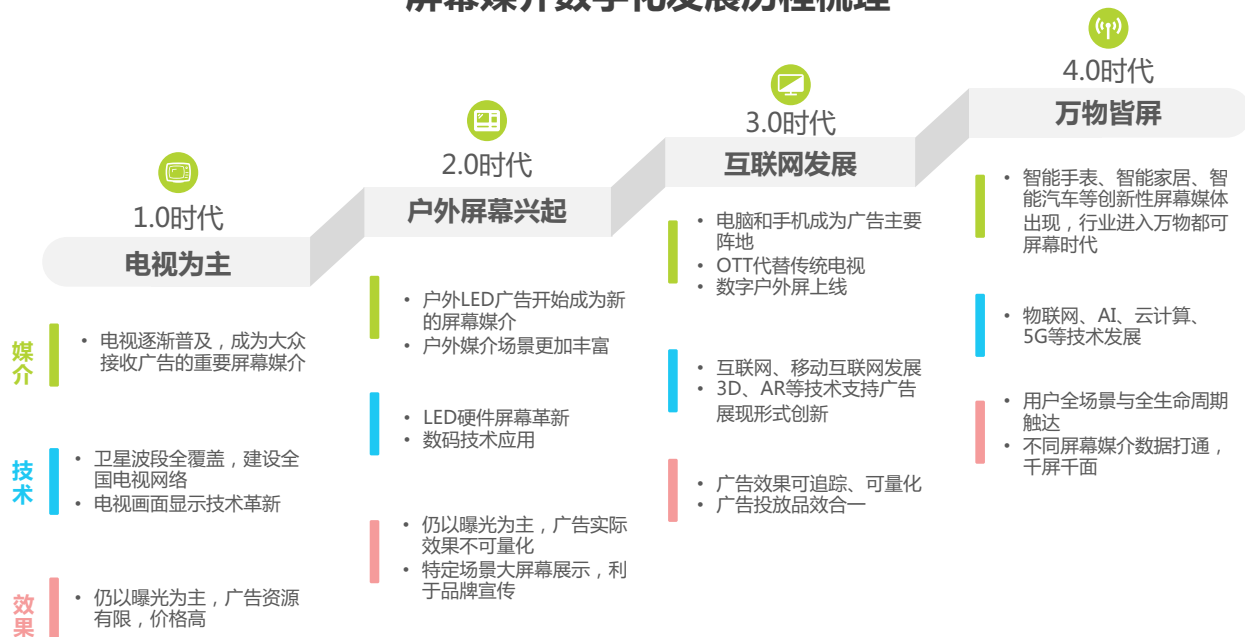 屏幕媒介数字化发展历程梳理
1.0时代
电视为主
2.0时代
户外屏幕兴起
3.0时代
互联网发展
4.0时代
万物皆屏
媒介
• 电视逐渐普及，成为大众
接收广告的重要屏幕媒介
• 户外LED广告开始成为新
的屏幕媒介
• 户外媒介场景更加丰富
• 电脑和手机成为广告主要
阵地
• OTT代替传统电视
• 数字户外屏上线
• 智能手表、智能家居、智
能汽车等创新性屏幕媒体
出现，行业进入万物都可
屏幕时代
技术
• 卫星波段全覆盖，建设全
国电视网络
• 电视画面显示技术革新
• LED硬件屏幕革新
• 数码技术应用
• 互联网、移动互联网发展
• 3D、AR等技术支持广告
展现形式创新
• 物联网、AI、云计算、
5G等技术发展
效果
• 仍以曝光为主，广告资源
有限，价格高
• 仍以曝光为主，广告实际
效果不可量化
• 特定场景大屏幕展示，利
于品牌宣传
• 广告效果可追踪、可量化
• 广告投放品效合一
• 用户全场景与全生命周期
触达
• 不同屏幕媒介数据打通，
千屏千面